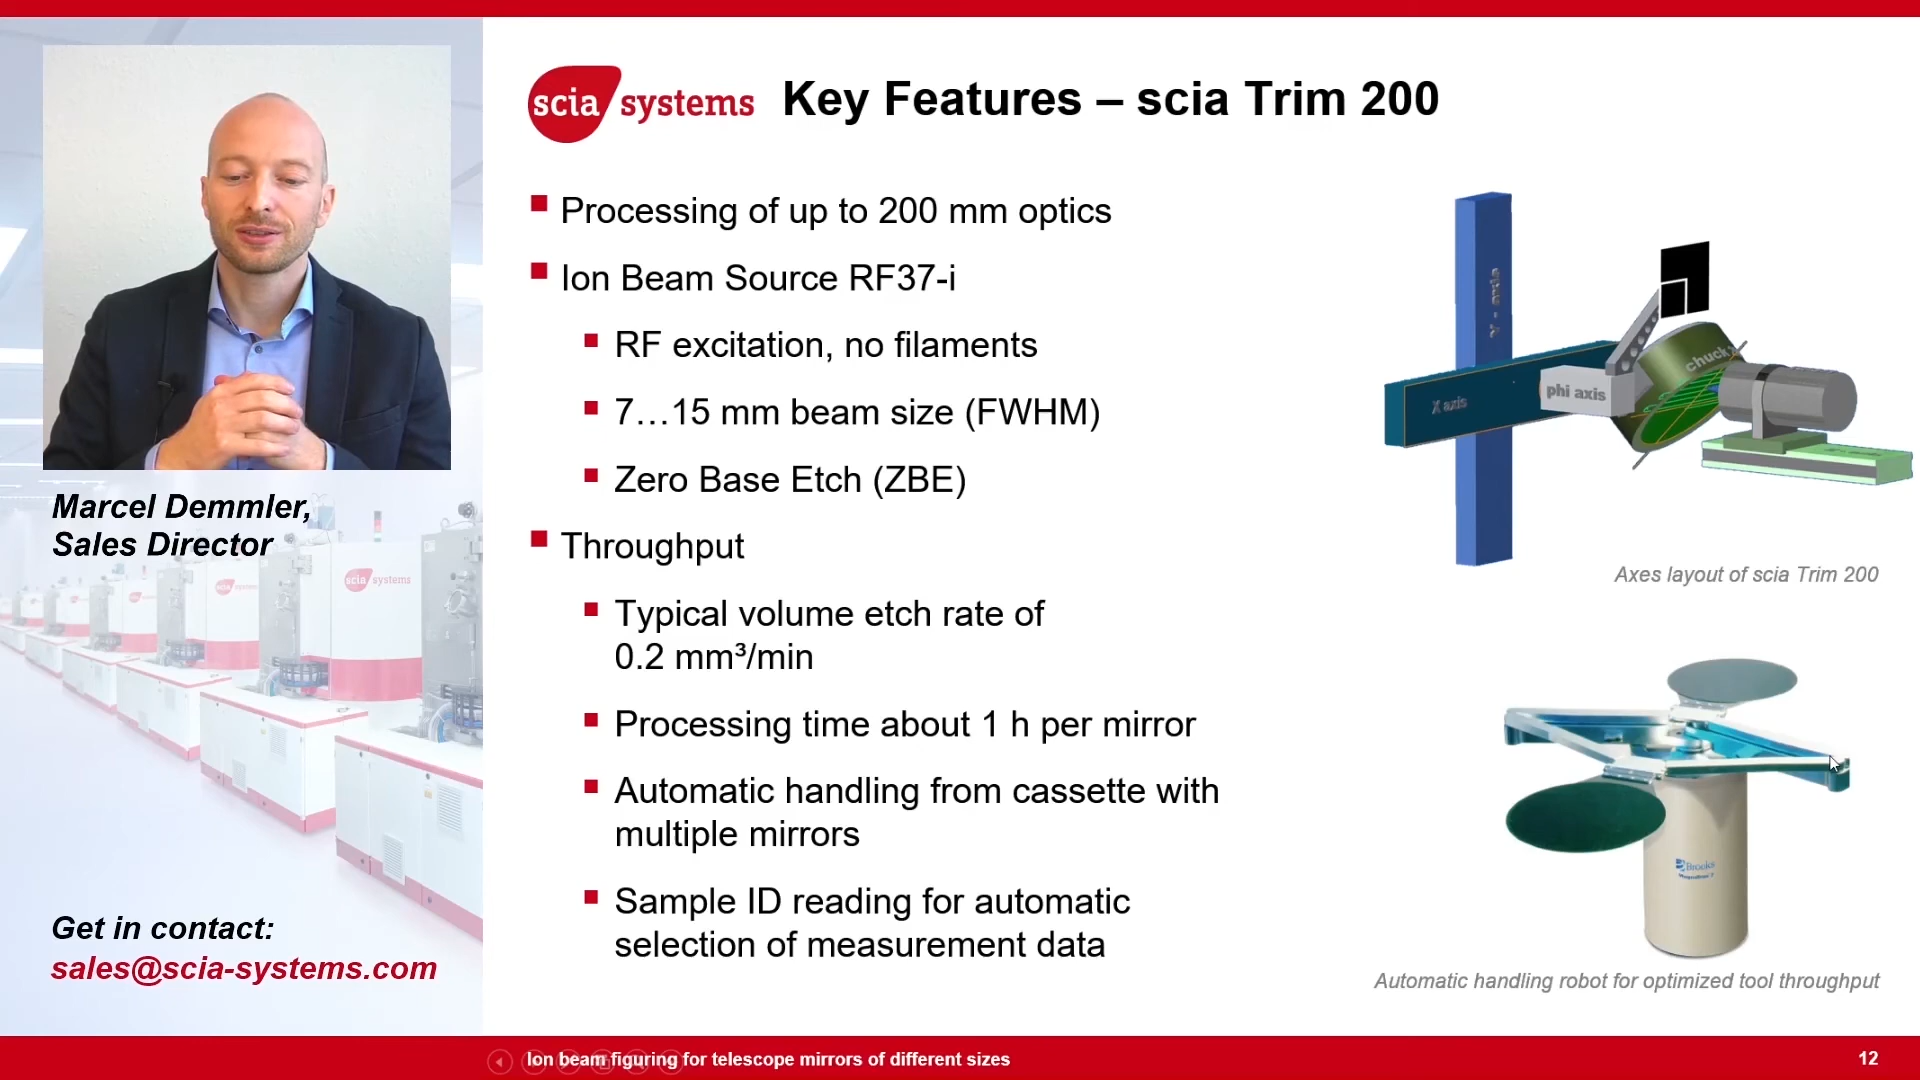 scia systems
Key Features – scia Trim 200
Processing of up to 200 mm optics
Ion Beam Source RF37-i
RF excitation, no filaments
7…15 mm beam size (FWHM)
Zero Base Etch (ZBE)
Throughput
Typical volume etch rate of
0.2 mm³/min
Processing time about 1 h per mirror
Automatic handling from cassette with
multiple mirrors
Sample ID reading for automatic
selection of measurement data
Y - axis
X axis
phi axis
chuck
Axes layout of scia Trim 200
Brooks
Automatic handling robot for optimized tool throughput
Marcel Demmler,
Sales Director
scia systems
Get in contact:
sales@scia-systems.com
Ion beam figuring for telescope mirrors of different sizes
12